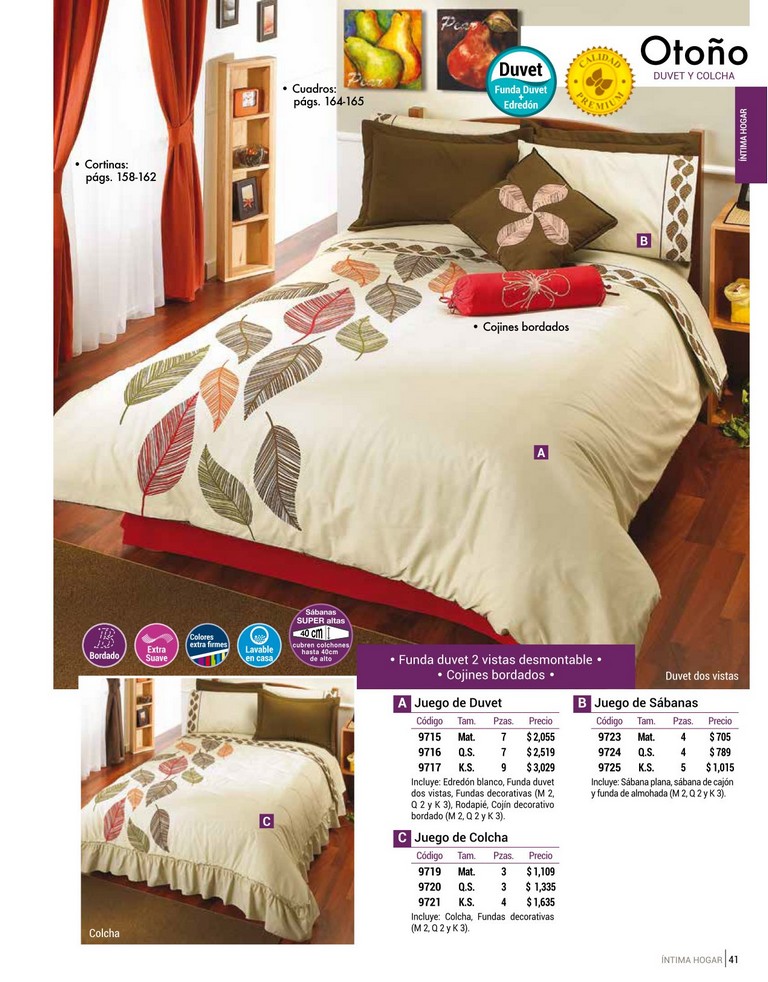 Pear
Pear
Otoño
DUVET Y COLCHA
Duvet
Funda Duvet
+
Edredón
CALIDAD
PREMIUM
ÍNTIMA HOGAR
• Cuadros:
págs. 164-165
• Cortinas:
págs. 158-162
B
• Cojines bordados
A
Bordado
Extra
Suave
Colores
extra firmes
Lavable
en casa
Sábanas
SUPER altas
40 cm
cubren colchones
hasta 40cm
de alto
• Funda duvet 2 vistas desmontable •
• Cojines bordados •
Duvet dos vistas
A Juego de Duvet
Código Tam. Pzas. Precio
9715 Mat. 7 $2,055
9716 Q.S. 7 $2,519
9717 K.S. 9 $3,029
Incluye: Edredón blanco, Funda duvet
dos vistas, Fundas decorativas (M 2,
Q 2 y K 3), Rodapié, Cojín decorativo
bordado (M 2, Q 2 y K 3).
B Juego de Sábanas
Código Tam. Pzas. Precio
9723 Mat. 4 $705
9724 Q.S. 4 $789
9725 K.S. 5 $1,015
Incluye: Sábana plana, sábana de cajón
y funda de almohada (M 2, Q 2 y K 3).
C Juego de Colcha
Código Tam. Pzas. Precio
9719 Mat. 3 $1,109
9720 Q.S. 3 $ 1,335
9721 K.S. 4 $1,635
Incluye: Colcha, Fundas decorativas
(M 2, Q 2 y K 3).
C
Colcha
ÍNTIMA HOGAR 41